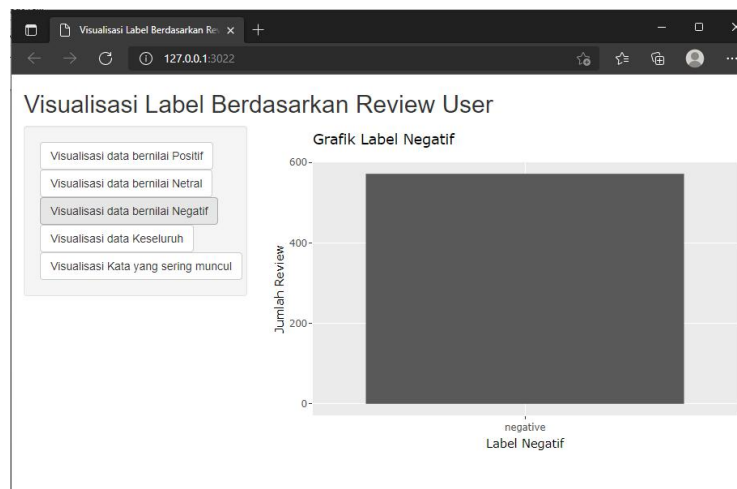 Visualisasi Label Berdasarkan Re
127.0.0.1:3022
Visualisasi Label Berdasarkan Review User
Visualisasi data bernilai Positif
Visualisasi data bernilai Netral
Visualisasi data bernilai Negatif
Visualisasi data Keseluruh
Visualisasi Kata yang sering muncul
Grafik Label Negatif
Jumlah Review
600
400
200
0
negative
Label Negatif